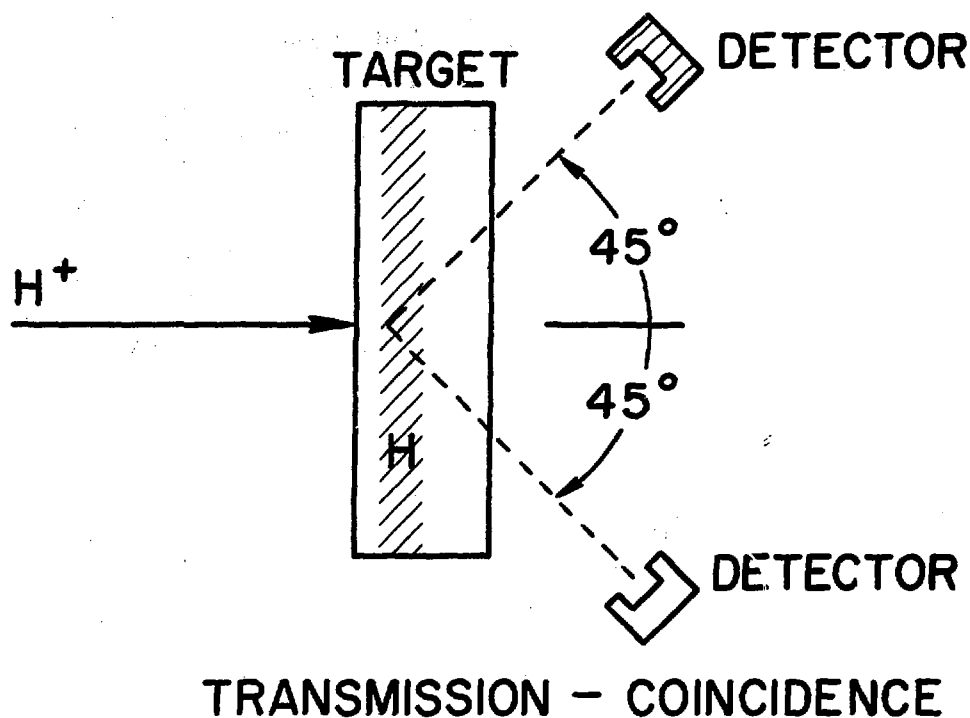 DETECTOR
TARGET
45°
H+
45°
H
DETECTOR
TRANSMISSION – COINCIDENCE